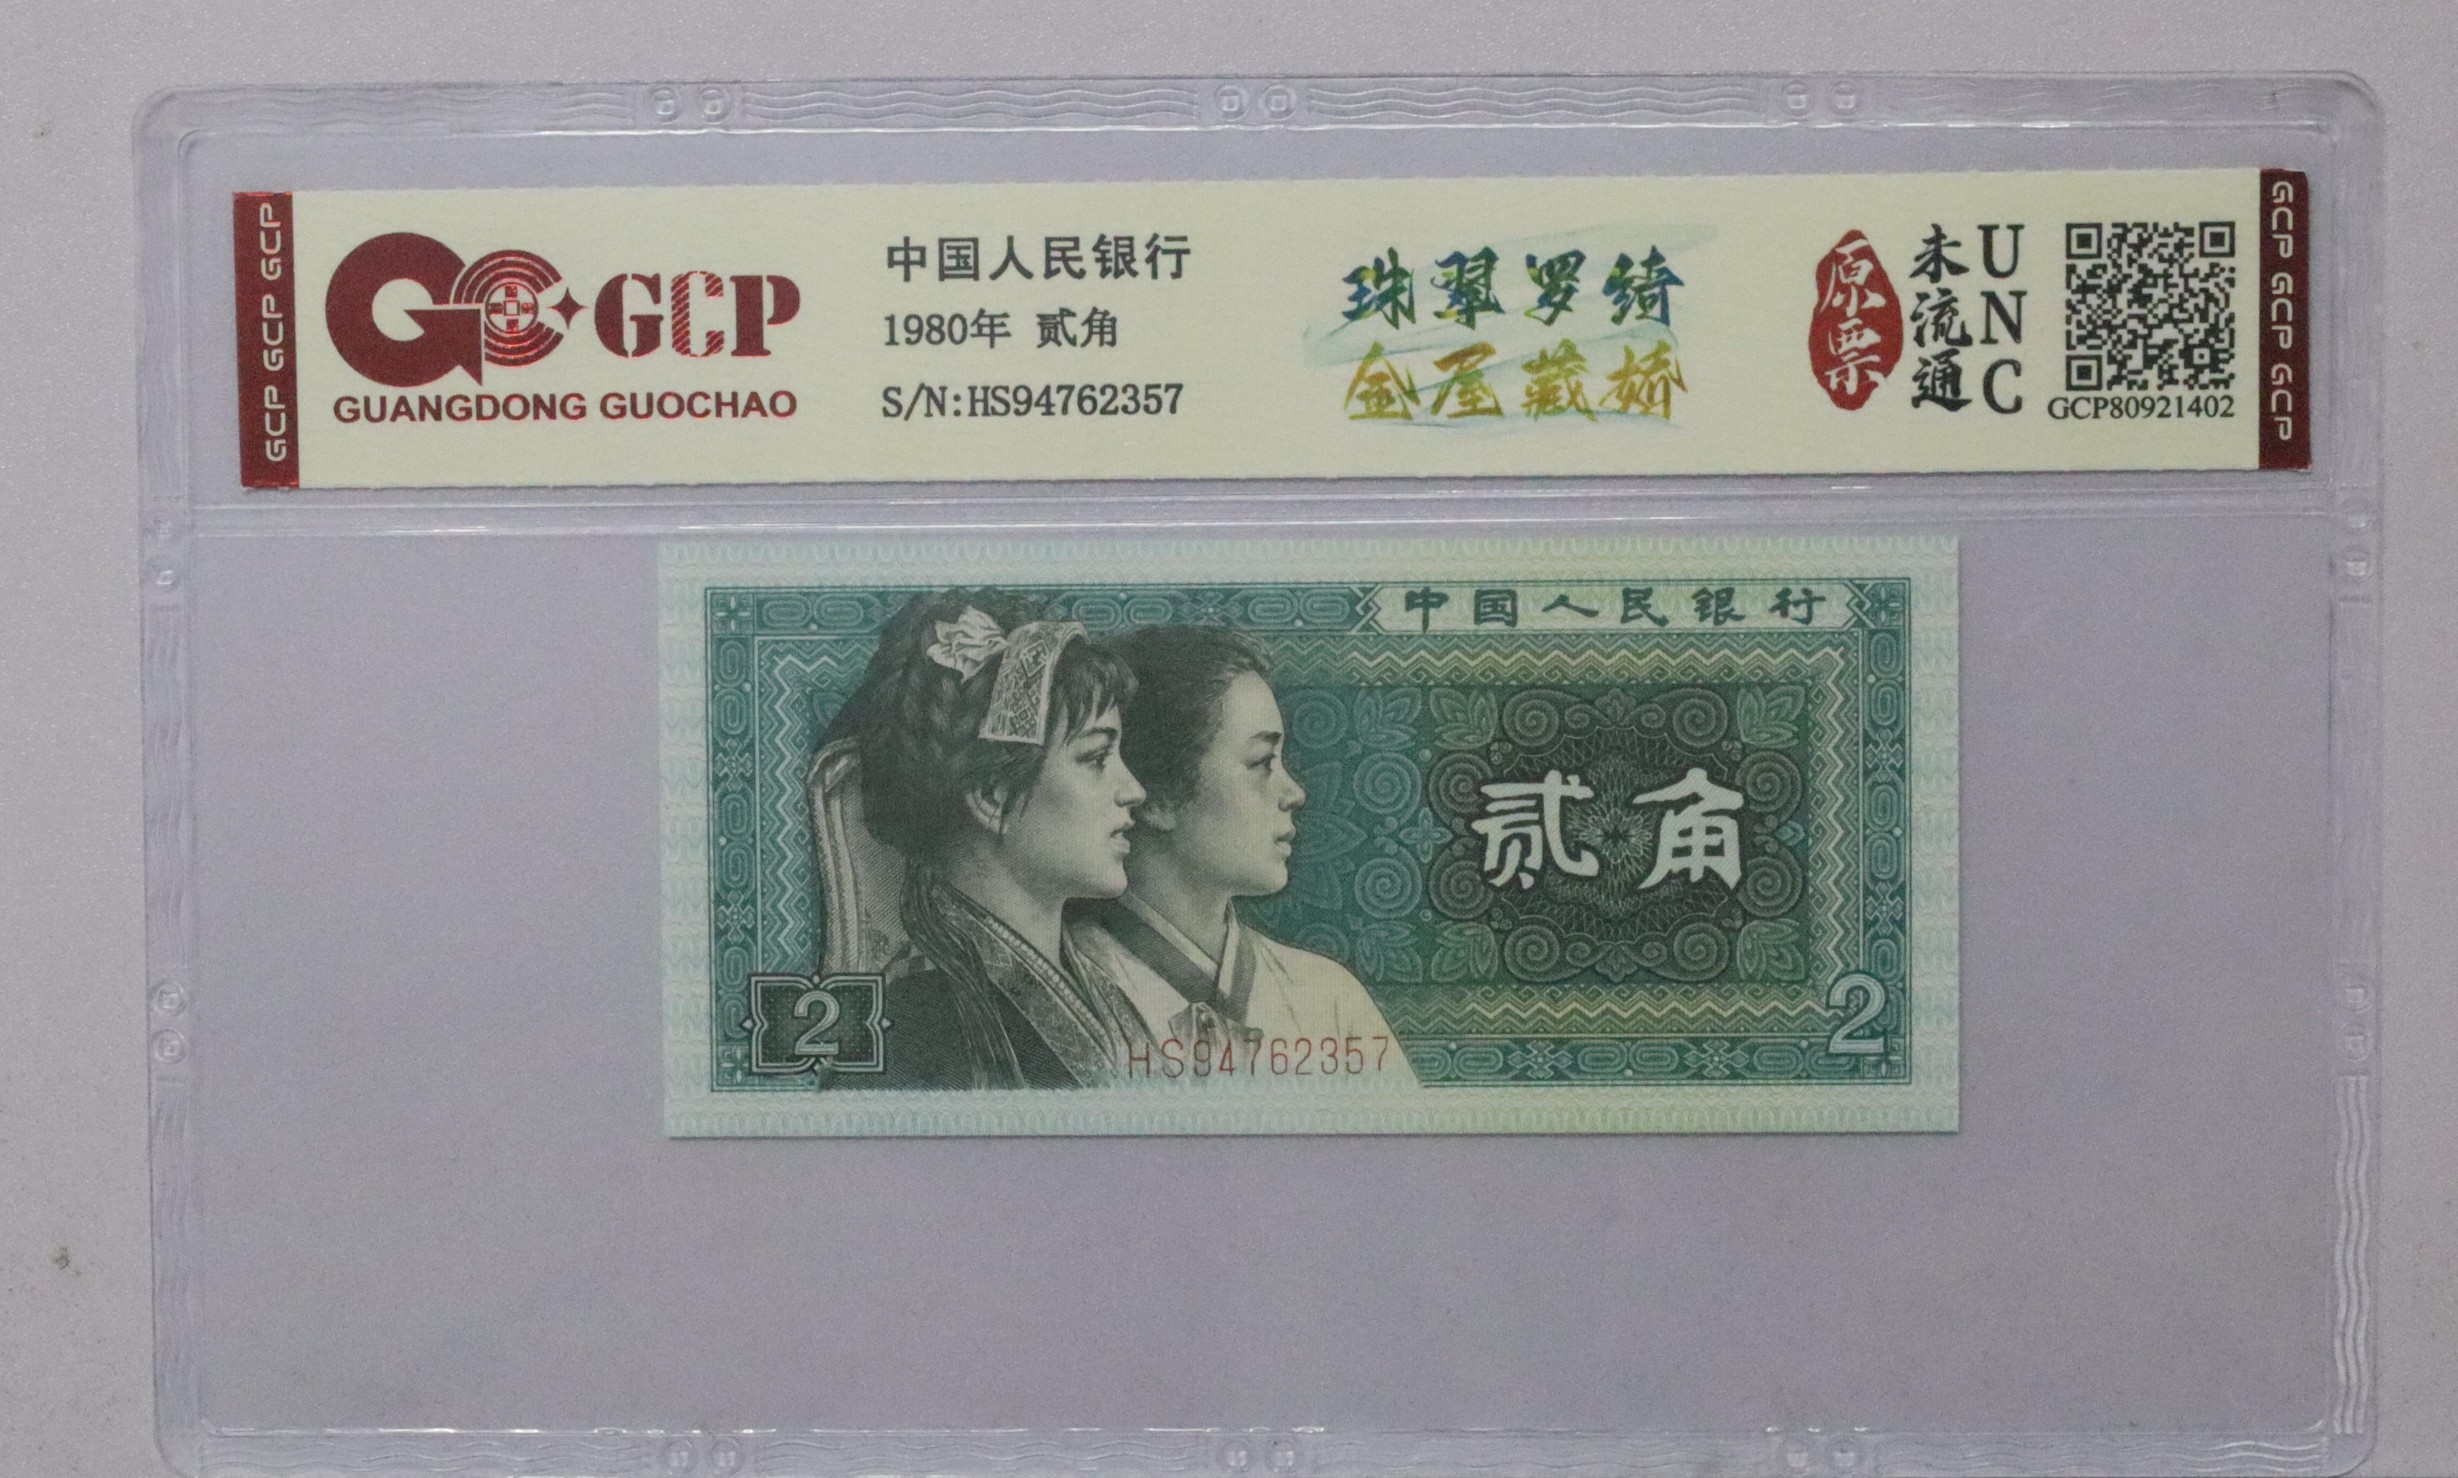 GCP GCP GCP
GCP
GUANGDONG GUOCHAO
中国人民银行
1980年 贰角
S/N:HS94762357
珠翠罗绮
金屋藏娇
原票
未流通
UNC
GCP80921402
GCP GCP GCP
中国人民银行
贰角
2
HS94762357
2